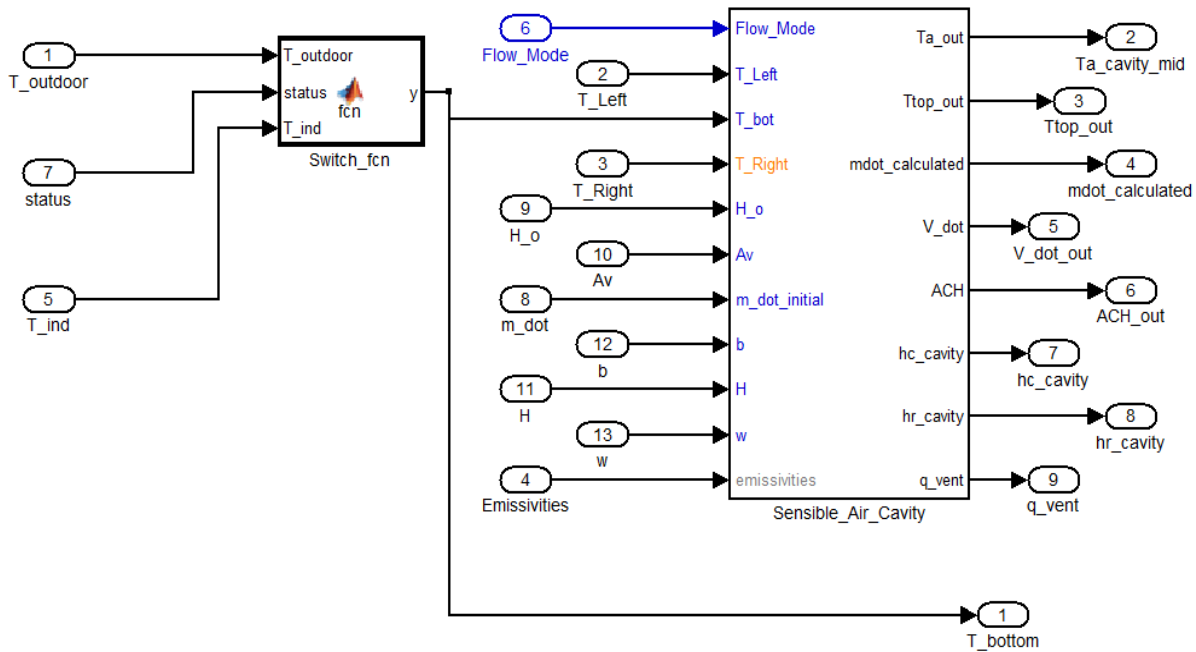 1
T_outdoor
7
status
5
T_ind
T_outdoor
status
T_ind
fcn
y
Switch_fcn
6
Flow_Mode
2
T_Left
3
T_Right
9
H_o
10
Av
8
m_dot
12
b
11
H
13
w
4
Emissivities
Flow_Mode
T_Left
T_bot
T_Right
H_o
Av
m_dot_initial
b
H
w
emissivities
Ta_out
Ttop_out
mdot_calculated
V_dot
ACH
hc_cavity
hr_cavity
q_vent
Sensible_Air_Cavity
2
Ta_cavity_mid
3
Ttop_out
4
mdot_calculated
5
V_dot_out
6
ACH_out
7
hc_cavity
8
hr_cavity
9
q_vent
1
T_bottom